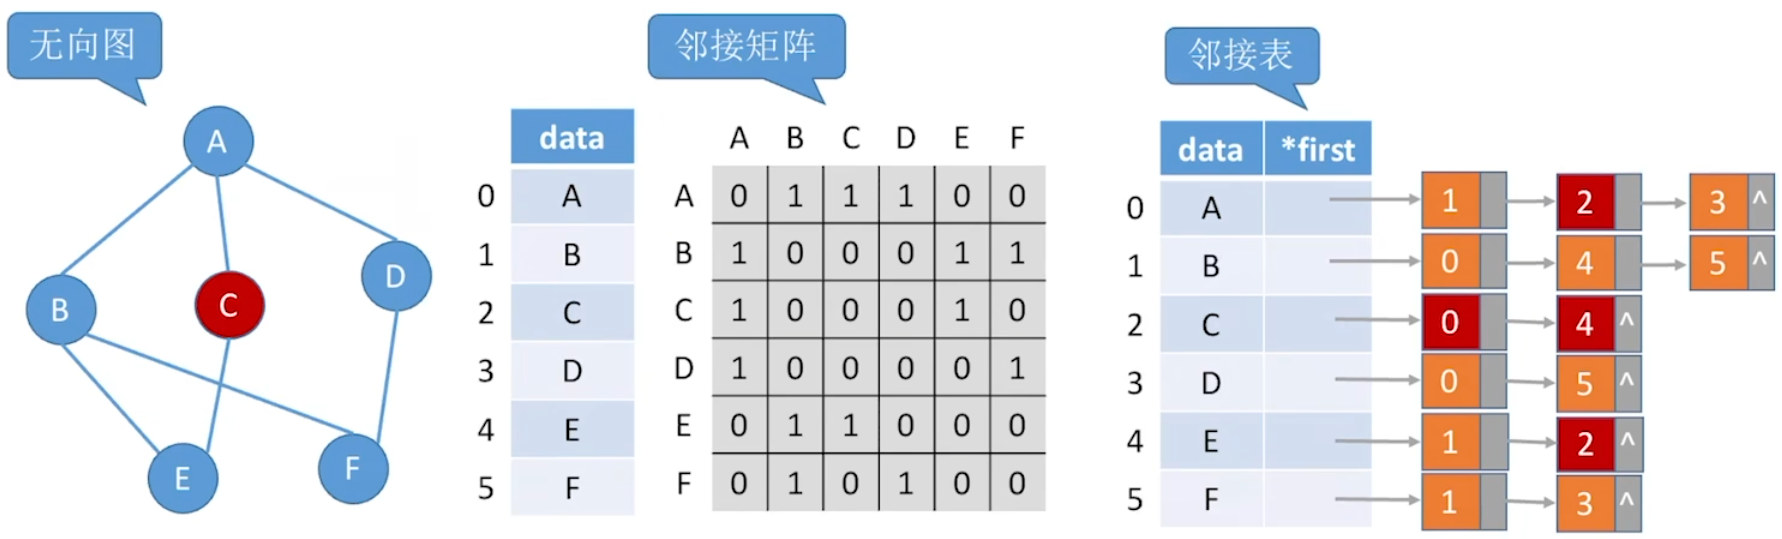 无向图
A
B
C
D
E
F
data
0 A
1 B
2 C
3 D
4 E
5 F
邻接矩阵
A B C D E F
A 0 1 1 1 0 0
B 1 0 0 0 1 1
C 1 0 0 0 1 0
D 1 0 0 0 0 1
E 0 1 1 0 0 0
F 0 1 0 1 0 0
邻接表
data *first
0 A 1 2 3 ^
1 B 0 4 5 ^
2 C 0 4 ^
3 D 0 5 ^
4 E 1 2 ^
5 F 1 3 ^